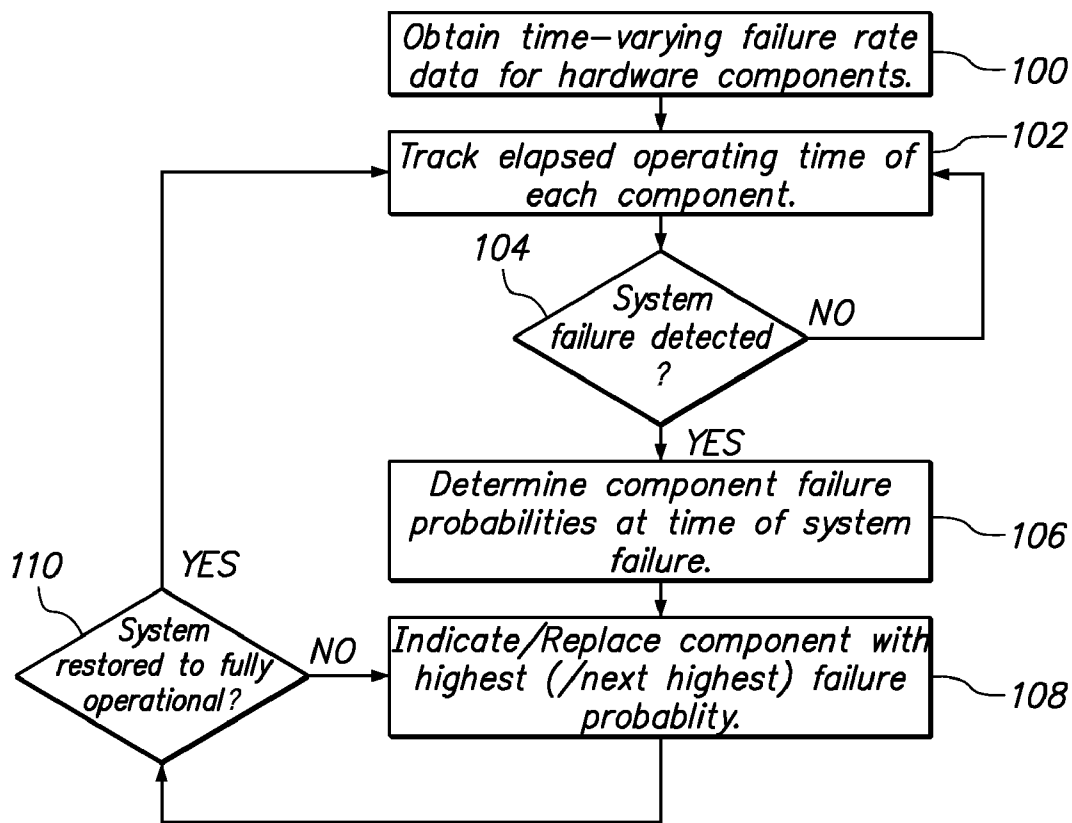 Obtain time-varying failure rate
data for hardware components.
100
102
Track elapsed operating time of
each component.
104
System
failure detected
?
NO
YES
Determine component failure
probabilities at time of system
failure.
106
110
YES
System
restored to fully
operational?
NO
Indicate/Replace component with
highest (/next highest) failure
probablity.
108